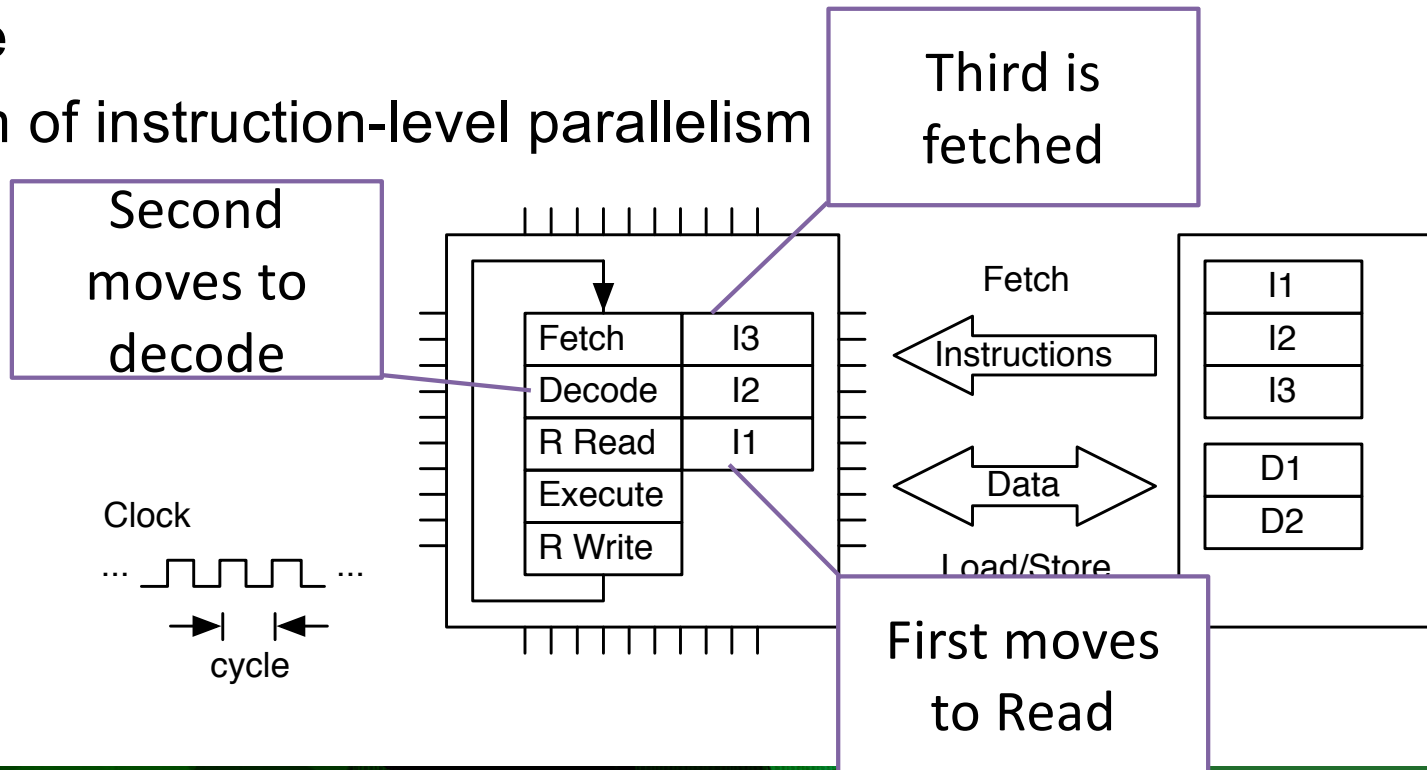 e
n of instruction-level parallelism
Third is
fetched
Second
moves to
decode
Fetch I3
Decode I2
R Read I1
Execute
R Write
Fetch
Instructions
Data
Load/Store
I1
I2
I3
D1
D2
Clock
... ...
cycle
First moves
to Read